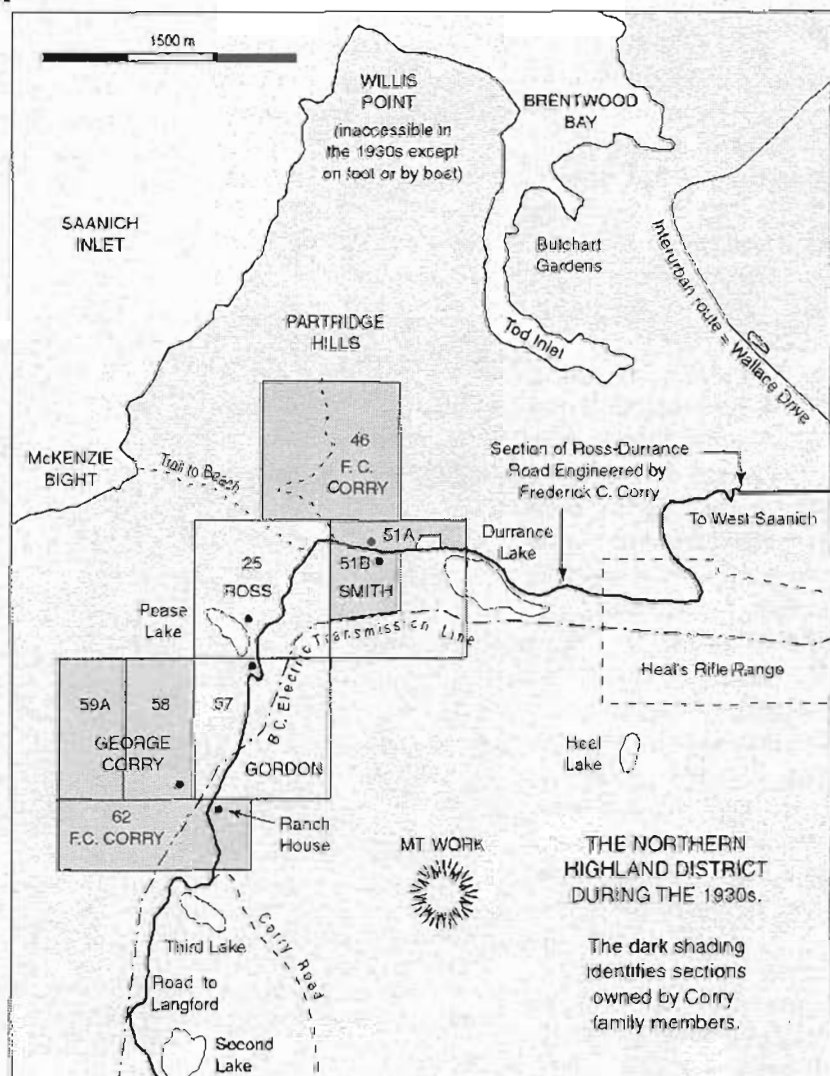 1500 m
WILLIS
POINT
(inaccessible in
the 1930s except
on foot or by boat)
BRENTWOOD
BAY
SAANICH
INLET
Butchart
Gardens
Interurban route = Wallace Drive
PARTRIDGE
HILLS
Tod Inlet
46
F. C.
CORRY
McKENZIE
BIGHT
Trail to Beach
Section of Ross-Durrance
Road Engineered by
Frederick C. Corry
To West Saanich
51A
Durrance
Lake
25
ROSS
51B
SMITH
Pease
Lake
B.C. Electric Transmission Line
Heal's Rifle Range
59A
58
57
GEORGE
CORRY
GORDON
Heel
Lake
62
F.C. CORRY
Ranch
House
MT WORK
THE NORTHERN
HIGHLAND DISTRICT
DURING THE 1930s.
Third Lake
Corry Road
The dark shading
identifies sections
owned by Corry
family members.
Road to
Langford
Second
Lake